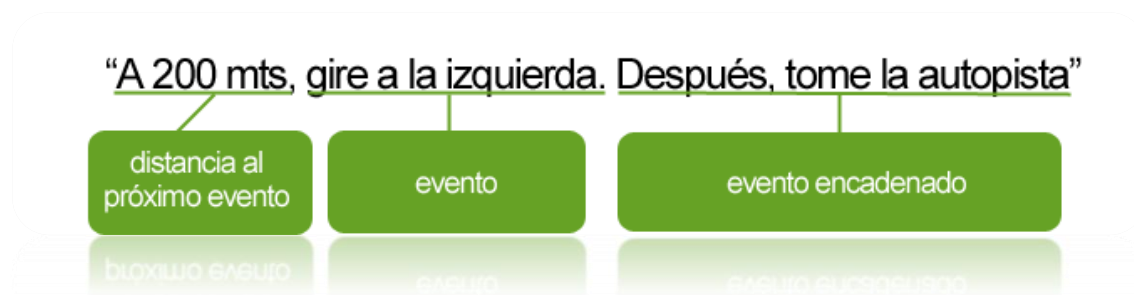 “A 200 mts, gire a la izquierda. Después, tome la autopista”
distancia al
próximo evento
evento
evento encadenado